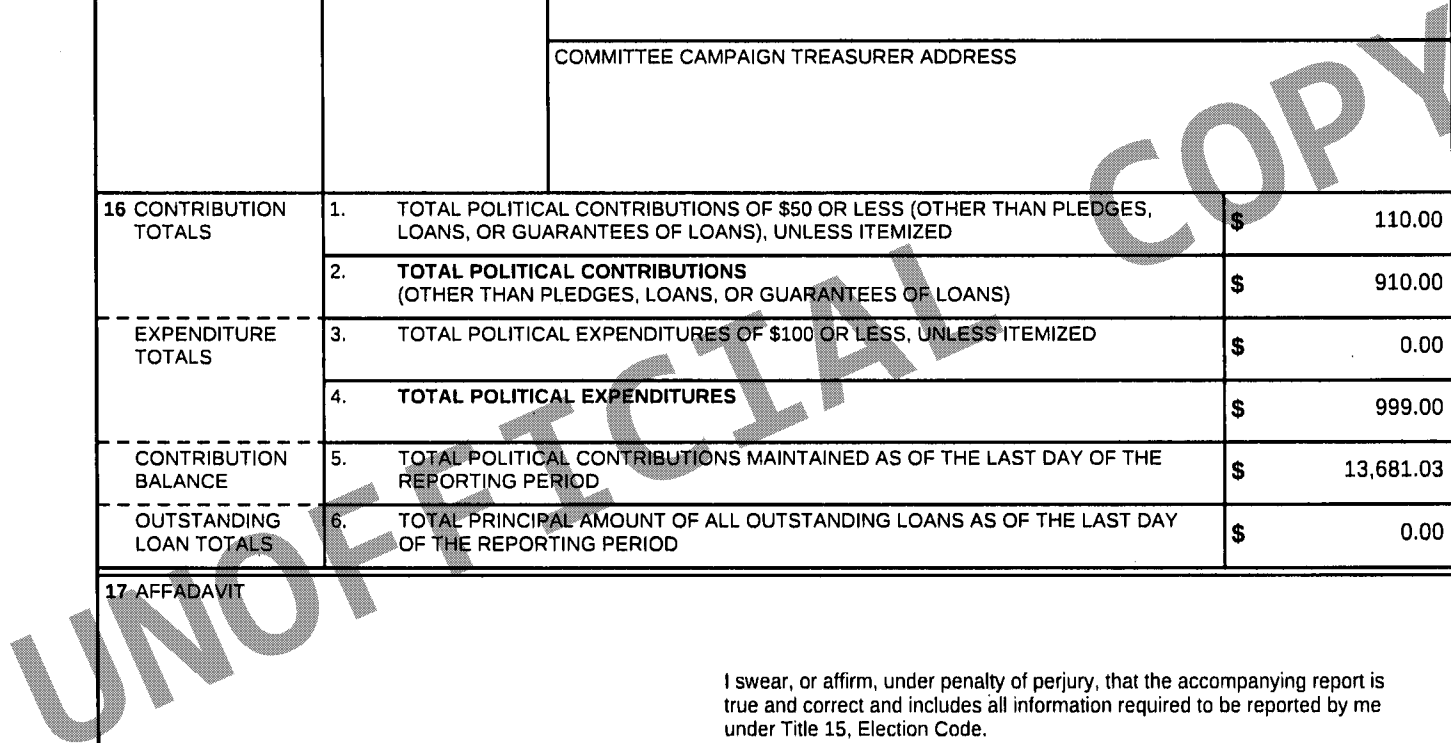 COMMITTEE CAMPAIGN TREASURER ADDRESS
16 CONTRIBUTION TOTALS
1. TOTAL POLITICAL CONTRIBUTIONS OF $50 OR LESS (OTHER THAN PLEDGES,
LOANS, OR GUARANTEES OF LOANS), UNLESS ITEMIZED
$ 110.00
2. TOTAL POLITICAL CONTRIBUTIONS
(OTHER THAN PLEDGES, LOANS, OR GUARANTEES OF LOANS)
$ 910.00
EXPENDITURE
TOTALS
3. TOTAL POLITICAL EXPENDITURES OF $100 OR LESS, UNLESS ITEMIZED
$ 0.00
4. TOTAL POLITICAL EXPENDITURES
$ 999.00
CONTRIBUTION
BALANCE
5. TOTAL POLITICAL CONTRIBUTIONS MAINTAINED AS OF THE LAST DAY OF THE
REPORTING PERIOD
$ 13,681.03
OUTSTANDING
LOAN TOTALS
6. TOTAL PRINCIPAL AMOUNT OF ALL OUTSTANDING LOANS AS OF THE LAST DAY
OF THE REPORTING PERIOD
$ 0.00
17 AFFADAVIT
I swear, or affirm, under penalty of perjury, that the accompanying report is
true and correct and includes all information required to be reported by me
under Title 15, Election Code.
UNOFFICIAL COPY